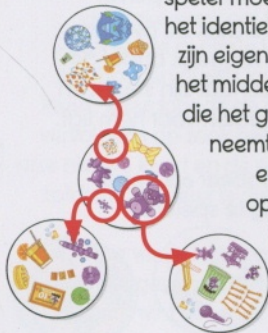 speler moe
het identie
zijn eigen
het midde
die het g
neemt
e
op